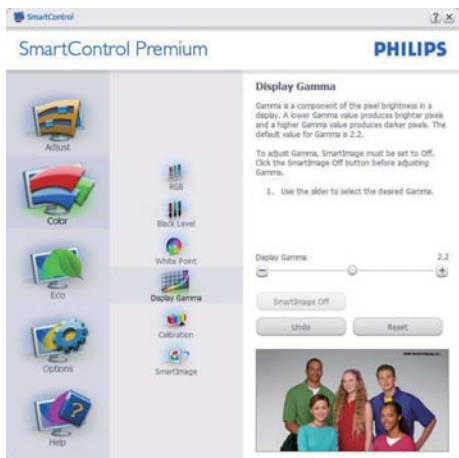 SmartControl
SmartControl Premium
PHILIPS
Adjust
Color
Eco
Options
Help
RGB
Black Level
White Point
Display Gamma
Calibration
SmartImage
Display Gamma
Gamma is a component of the pixel brightness in a
display. A lower Gamma value produces brighter pixels
and a higher Gamma value produces darker pixels. The
default value for Gamma is 2.2.
To adjust Gamma, SmartImage must be set to Off.
Click the SmartImage Off button before adjusting
Gamma.
1. Use the slider to select the desired Gamma.
Display Gamma 2.2
SmartImage Off
Undo Reset